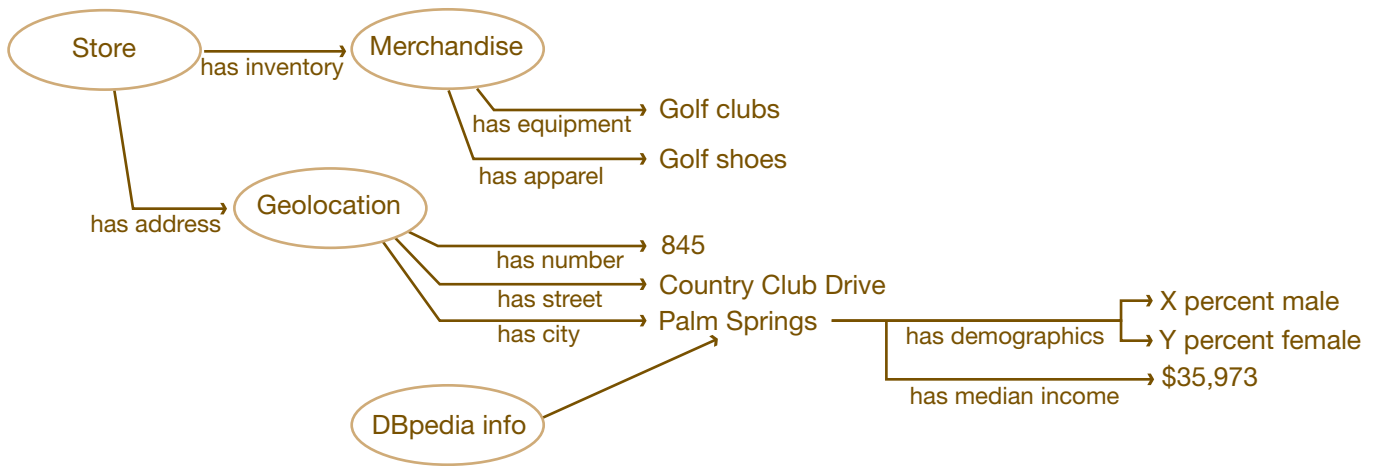 Store
has inventory
Merchandise
has equipment
Golf clubs
has apparel
Golf shoes
has address
Geolocation
has number
845
has street
Country Club Drive
has city
Palm Springs
has demographics
X percent male
Y percent female
has median income
$35,973
DBpedia info